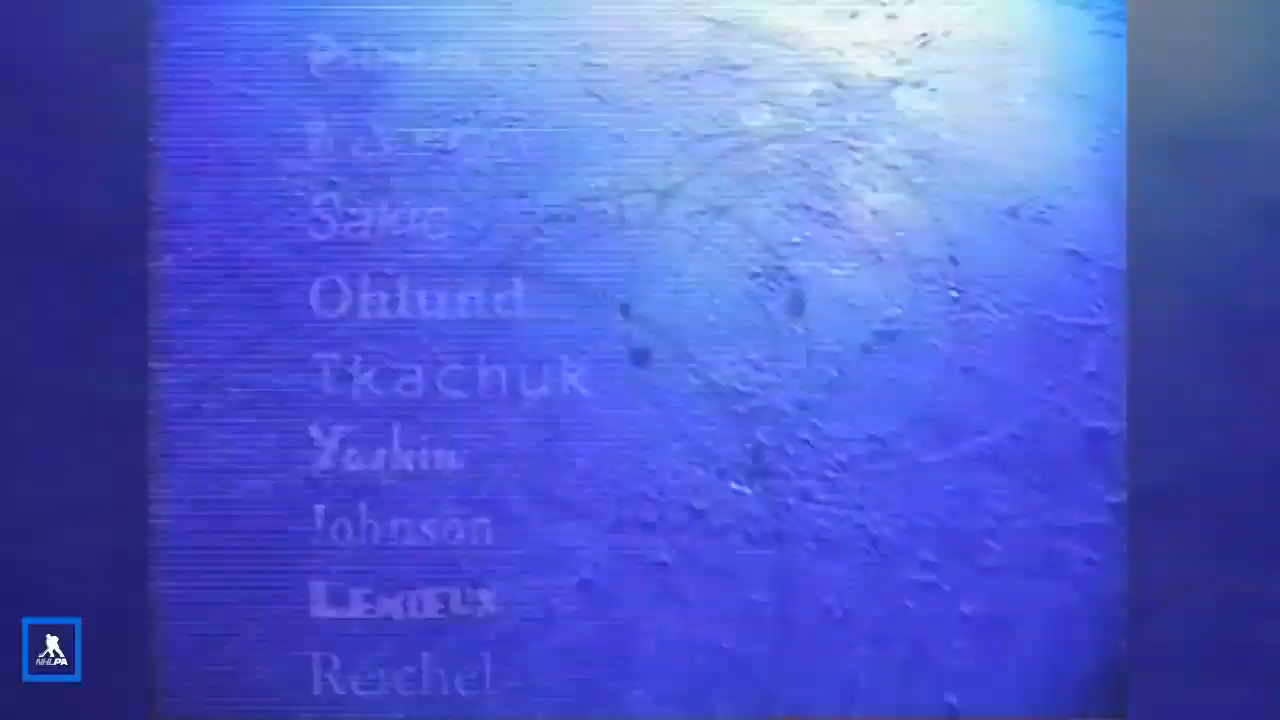 Sakic
Ohlund
Tkachuk
Yashin
Johnson
Lemieux
Reichel
NHLPA